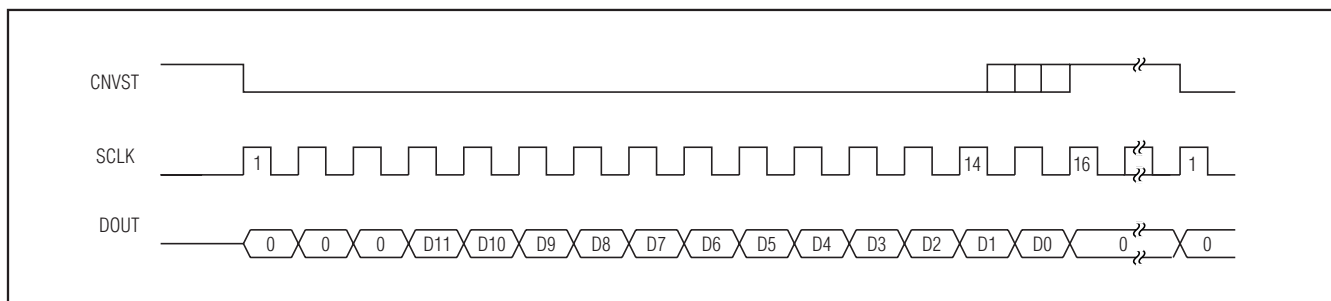 CNVST
SCLK 1 14 16 1
DOUT 0 0 0 D11 D10 D9 D8 D7 D6 D5 D4 D3 D2 D1 D0 0 0